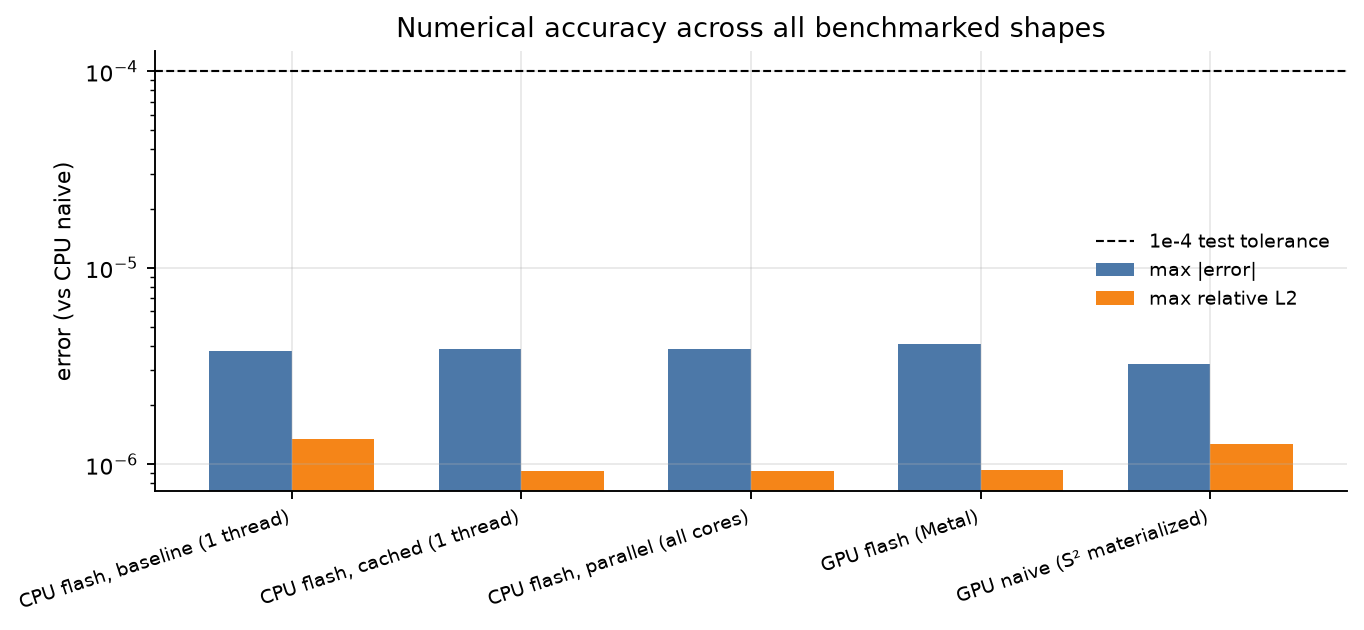 Numerical accuracy across all benchmarked shapes
error (vs CPU naive)
10⁻⁴
10⁻⁵
10⁻⁶
1e-4 test tolerance
max |error|
max relative L2
CPU flash, baseline (1 thread)
CPU flash, cached (1 thread)
CPU flash, parallel (all cores)
GPU flash (Metal)
GPU naive (S² materialized)